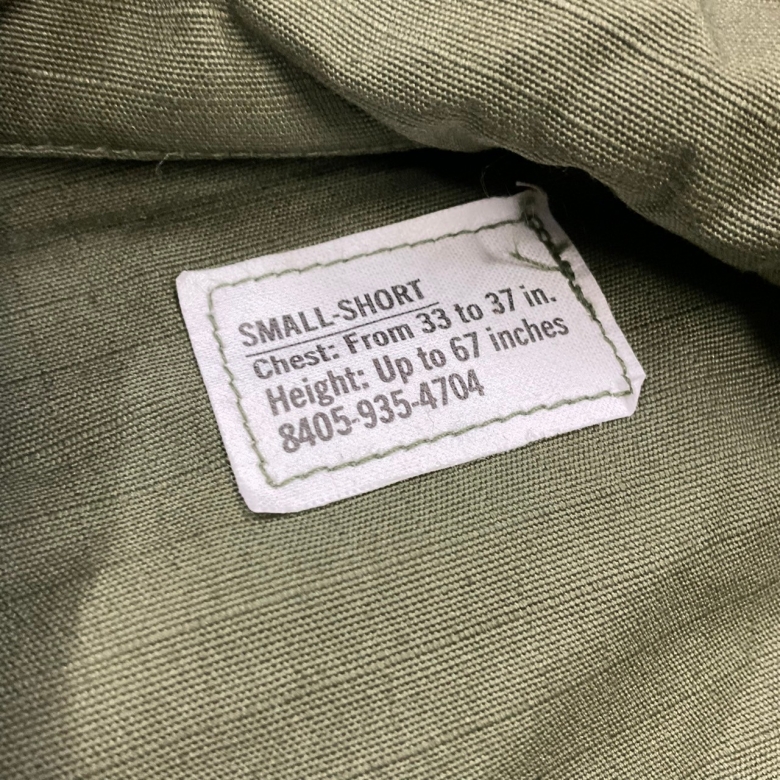 SMALL-SHORT
Chest: From 33 to 37 in.
Height: Up to 67 inches
8405-935-4704